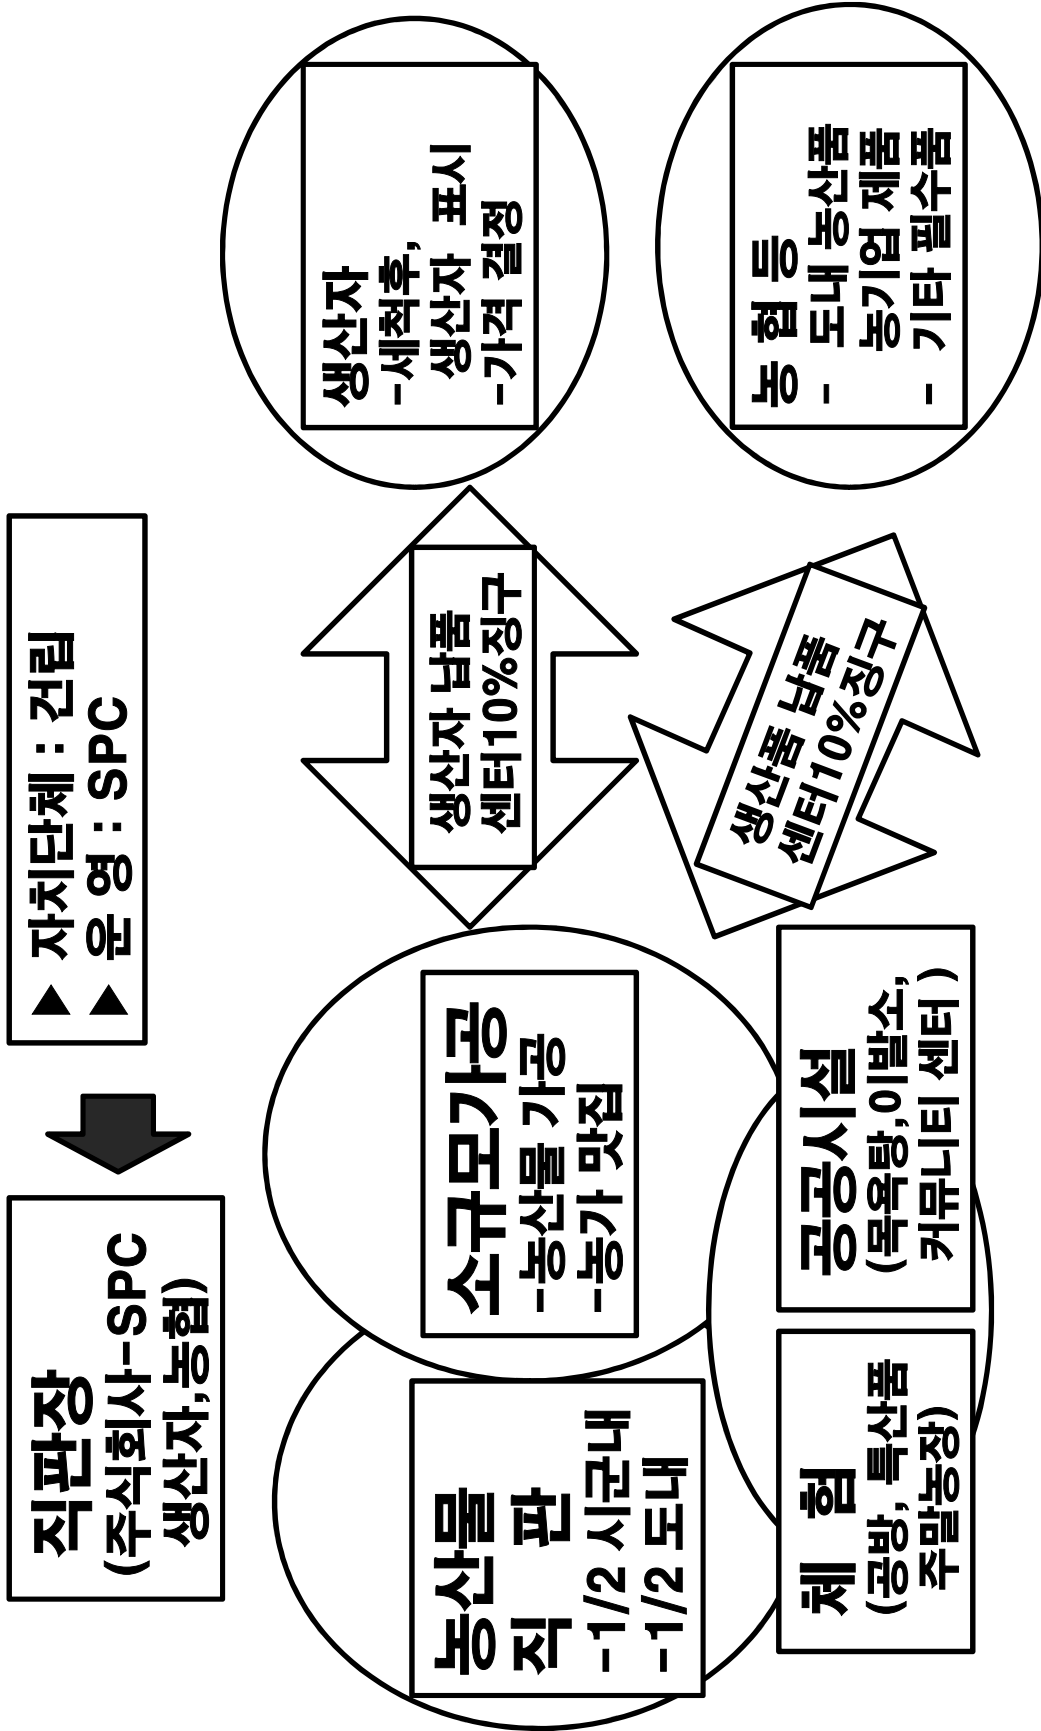 직판장
(주식회사-SPC
생산자,농협)
▶ 자치단체 : 건립
▶ 운 영 : SPC
농산물
직 판
-1/2 시군내
-1/2 도내
소규모가공
-농산물 가공
-농가 맛집
체 험
(공방, 특산품
주말농장)
공공시설
(목욕탕,이발소,
커뮤니티 센터 )
생산자 납품
센터10%징구
생산품 납품
센터10%징구
생산자
-세척후,
생산자 표시
-가격 결정
농 협 등
- 도내 농산품
농기업 제품
- 기타 필수품